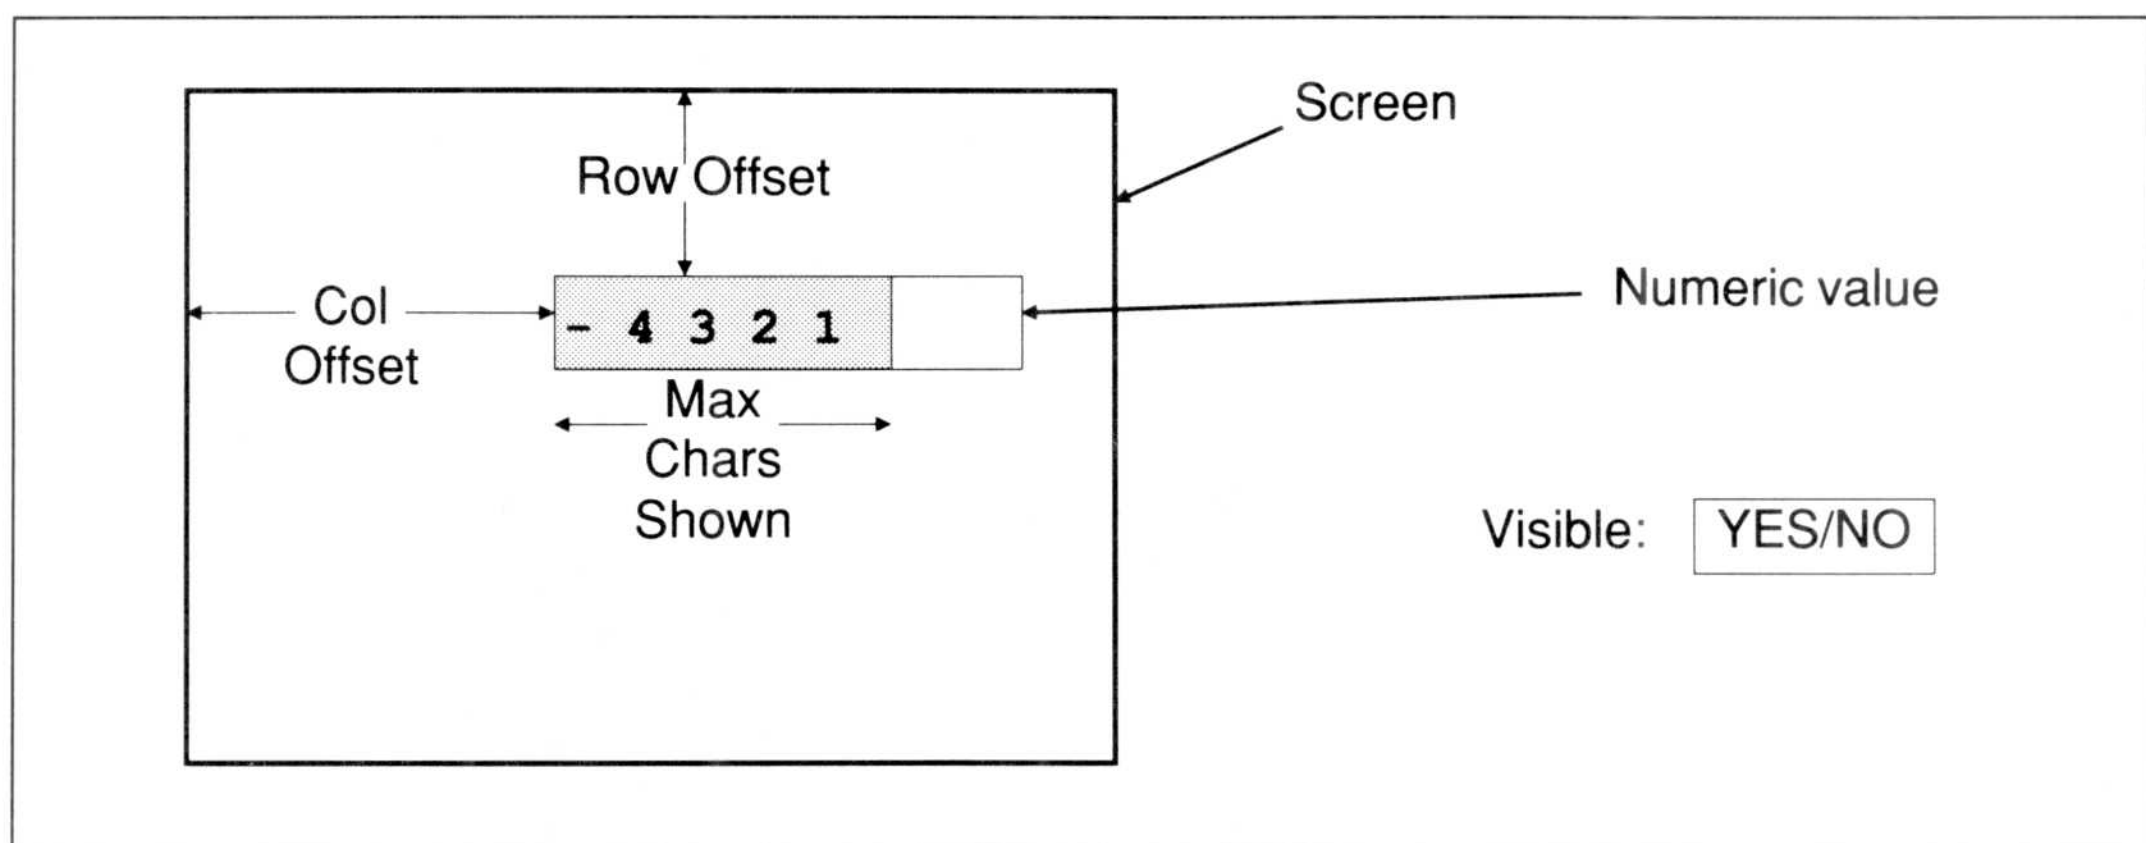 Screen
Row Offset
Numeric value
Col
Offset
- 4 3 2 1
Max
Chars
Shown
Visible: YES/NO